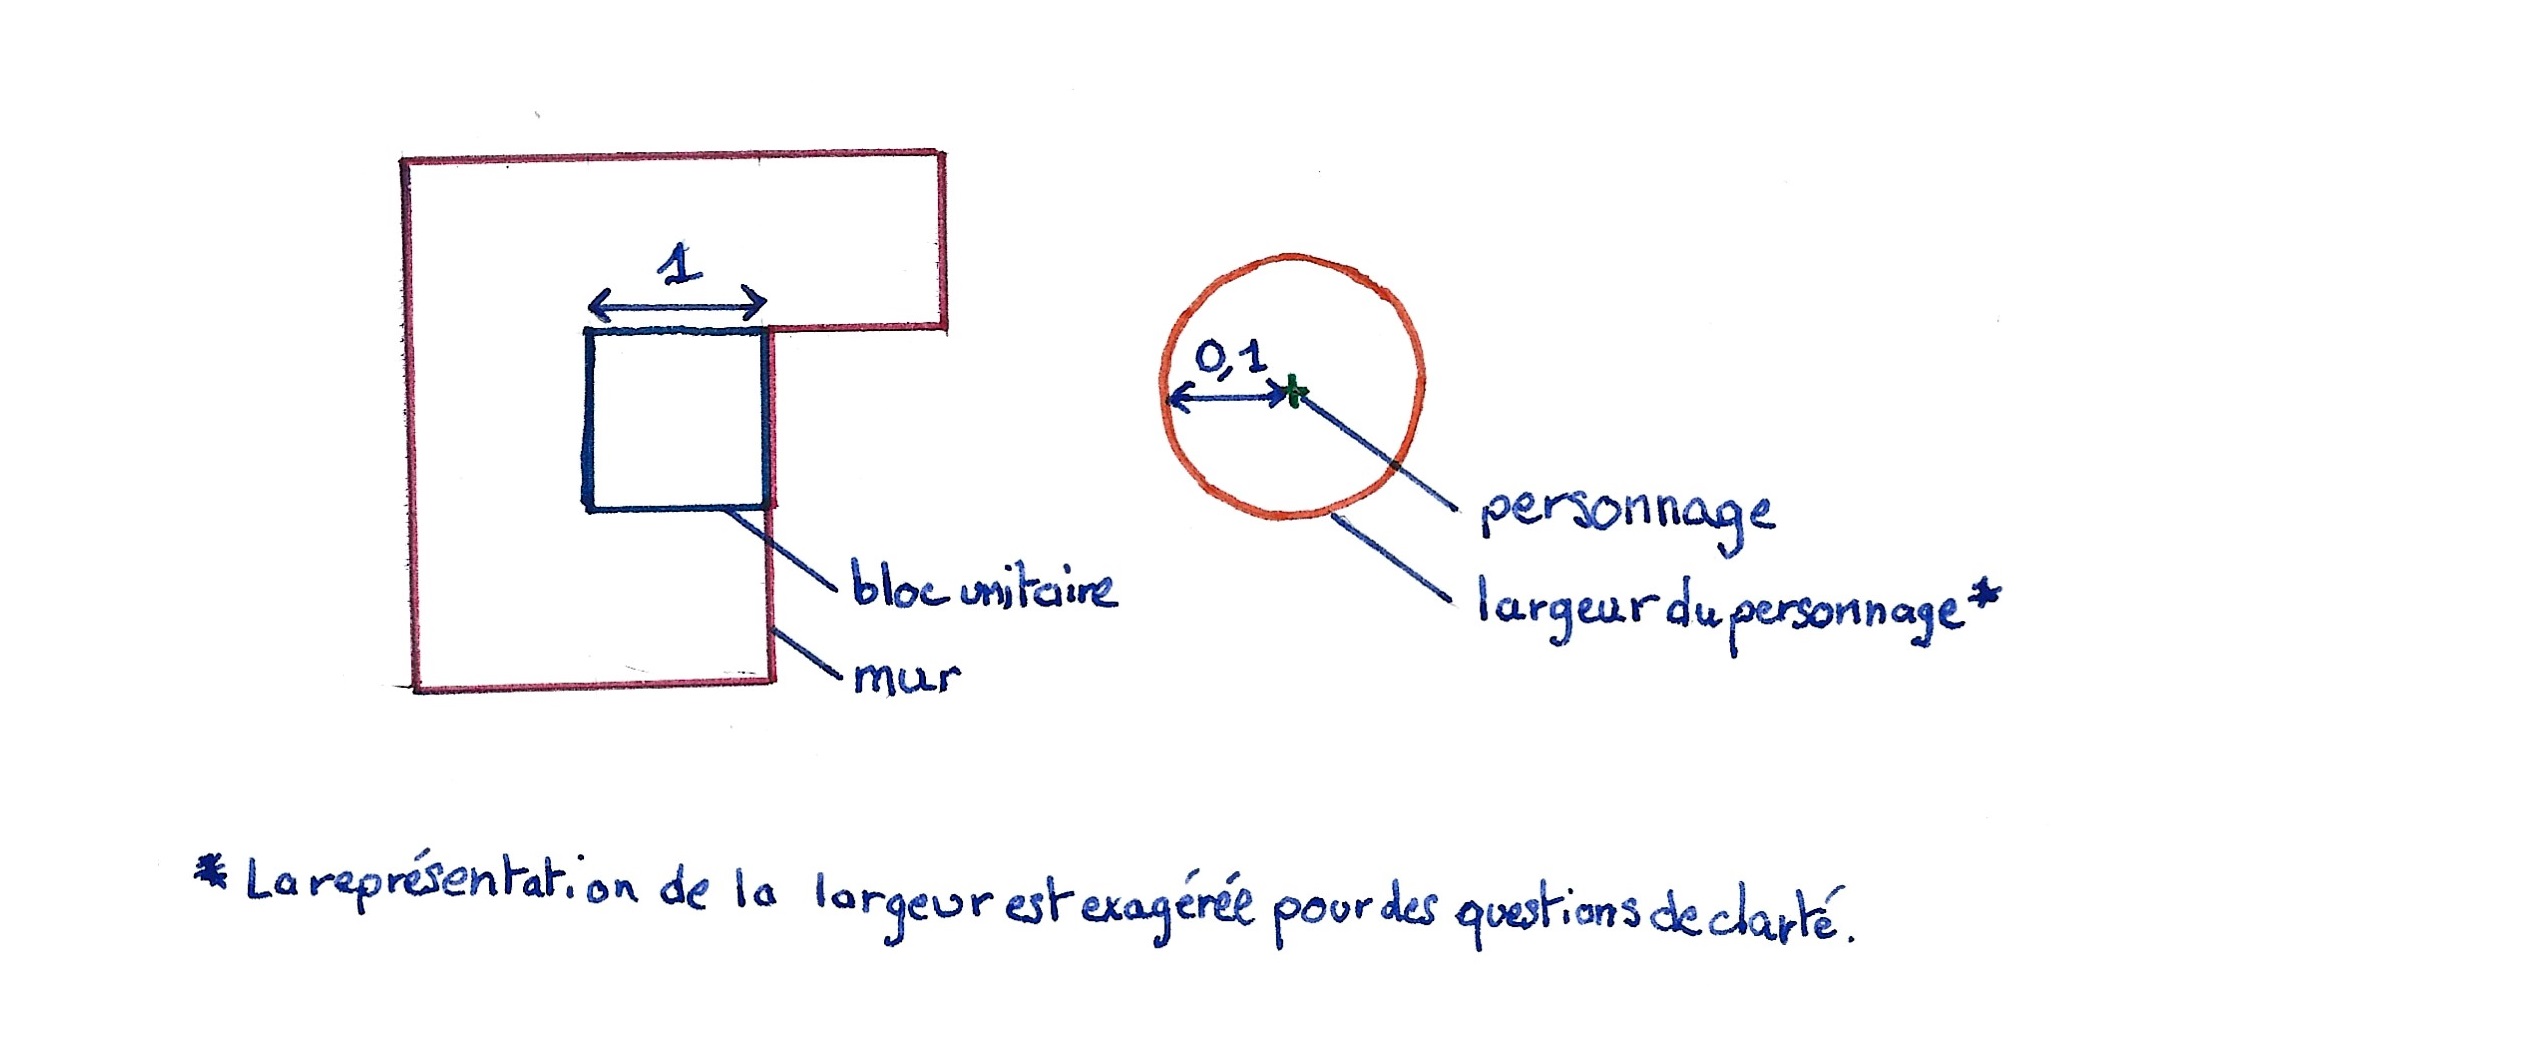 1
0,1
personnage
bloc unitaire
largeur du personnage*
mur
* La représentation de la largeur est exagérée pour des questions de clarté.